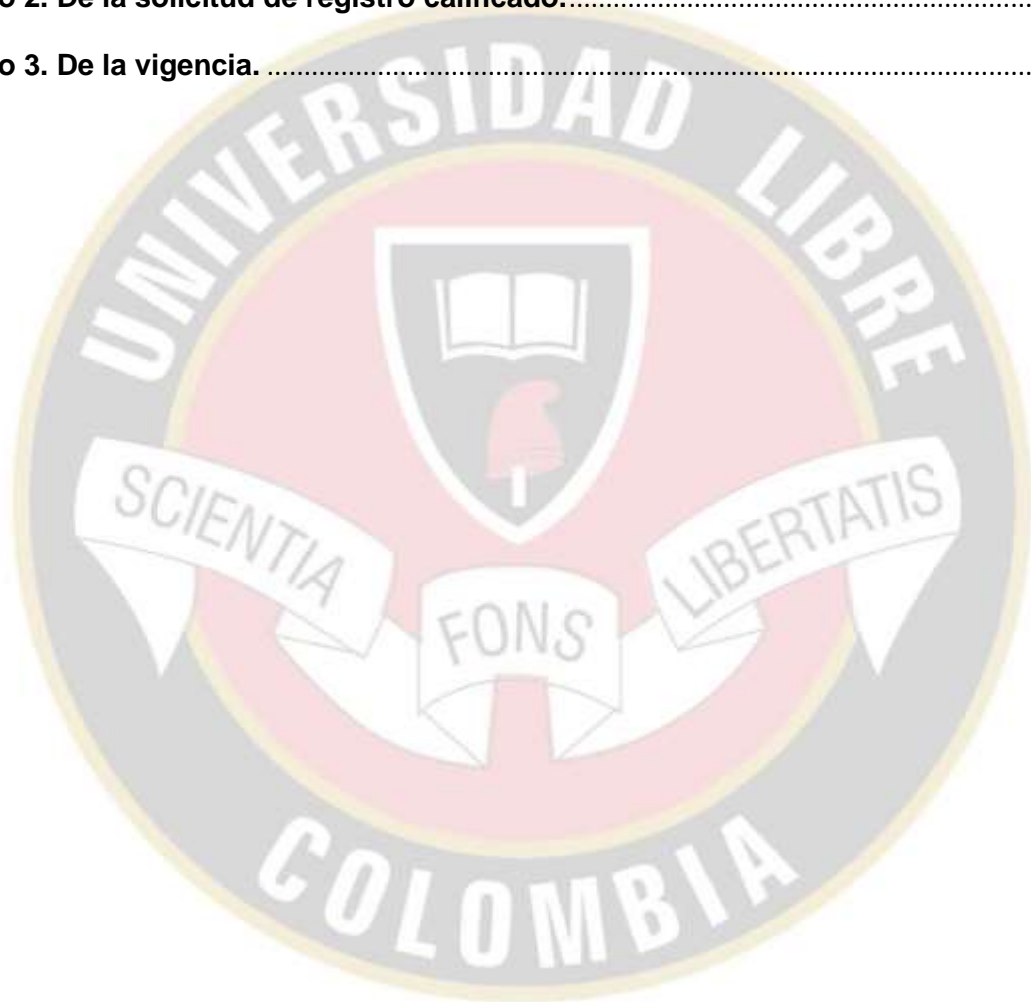 o 2. De la solicitud de registro calificado.
o 3. De la vigencia.
UNIVERSIDAD LIBRE
SCIENTIA
FONS
LIBERTATIS
COLOMBIA